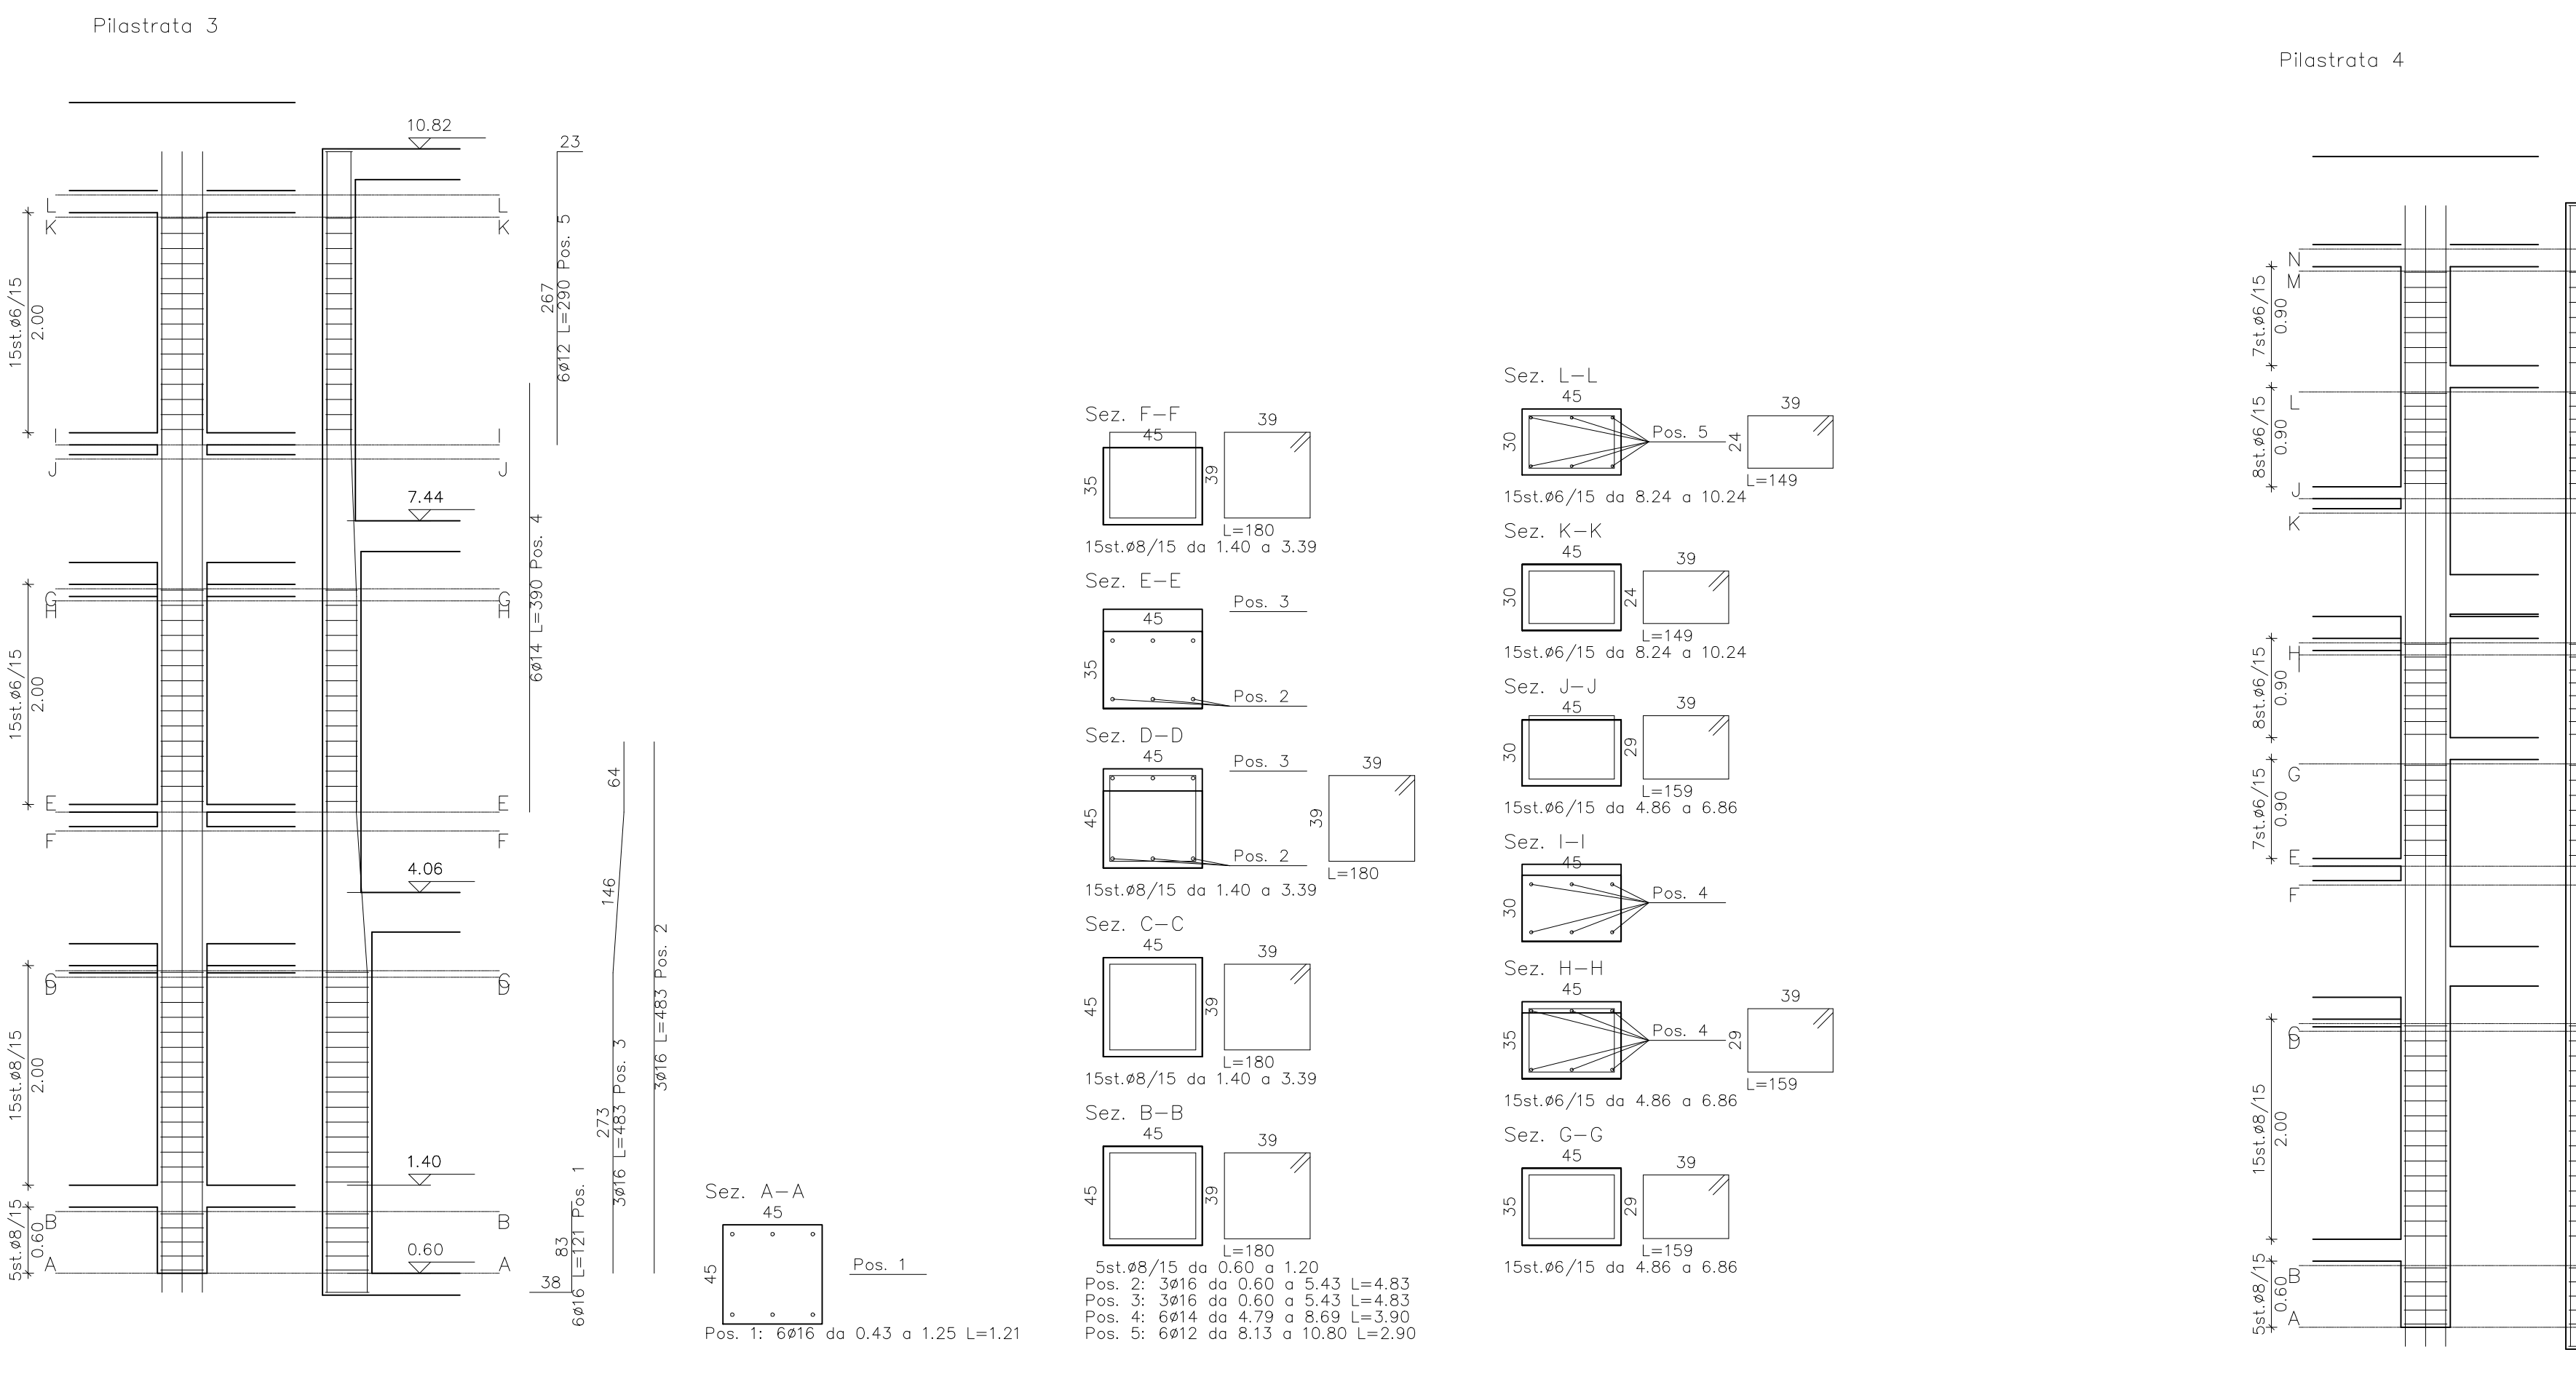 Pilastrata 3
10.82
7.44
4.06
1.40
0.60
L
K
I
J
G
H
E
F
C
D
B
A
L
K
I
J
G
H
E
F
C
D
B
A
15st.ø6/15
2.00
15st.ø6/15
2.00
15st.ø8/15
2.00
5st.ø8/15
0.60
23
267
6ø12 L=290 Pos. 5
6ø14 L=390 Pos. 4
64
146
273
3ø16 L=483 Pos. 3
3ø16 L=483 Pos. 2
83
38
6ø16 L=121 Pos. 1
Sez. A-A
45
45
Pos. 1
Pos. 1: 6ø16 da 0.43 a 1.25 L=1.21
Sez. F-F
45
35
39
39
L=180
15st.ø8/15 da 1.40 a 3.39
Sez. E-E
45
35
Pos. 3
Pos. 2
Sez. D-D
45
45
Pos. 3
Pos. 2
39
39
L=180
15st.ø8/15 da 1.40 a 3.39
Sez. C-C
45
45
39
39
L=180
15st.ø8/15 da 1.40 a 3.39
Sez. B-B
45
45
39
39
L=180
5st.ø8/15 da 0.60 a 1.20
Pos. 2: 3ø16 da 0.60 a 5.43 L=4.83
Pos. 3: 3ø16 da 0.60 a 5.43 L=4.83
Pos. 4: 6ø14 da 4.79 a 8.69 L=3.90
Pos. 5: 6ø12 da 8.13 a 10.80 L=2.90
Sez. L-L
45
30
Pos. 5
39
24
L=149
15st.ø6/15 da 8.24 a 10.24
Sez. K-K
45
30
39
24
L=149
15st.ø6/15 da 8.24 a 10.24
Sez. J-J
45
30
39
29
L=159
15st.ø6/15 da 4.86 a 6.86
Sez. I-I
45
30
Pos. 4
Sez. H-H
45
35
Pos. 4
39
29
L=159
15st.ø6/15 da 4.86 a 6.86
Sez. G-G
45
35
39
29
L=159
15st.ø6/15 da 4.86 a 6.86
Pilastrata 4
N
M
L
J
K
H
I
G
E
F
C
D
B
A
7st.ø6/15
0.90
8st.ø6/15
0.90
8st.ø6/15
0.90
7st.ø6/15
0.90
15st.ø8/15
2.00
5st.ø8/15
0.60